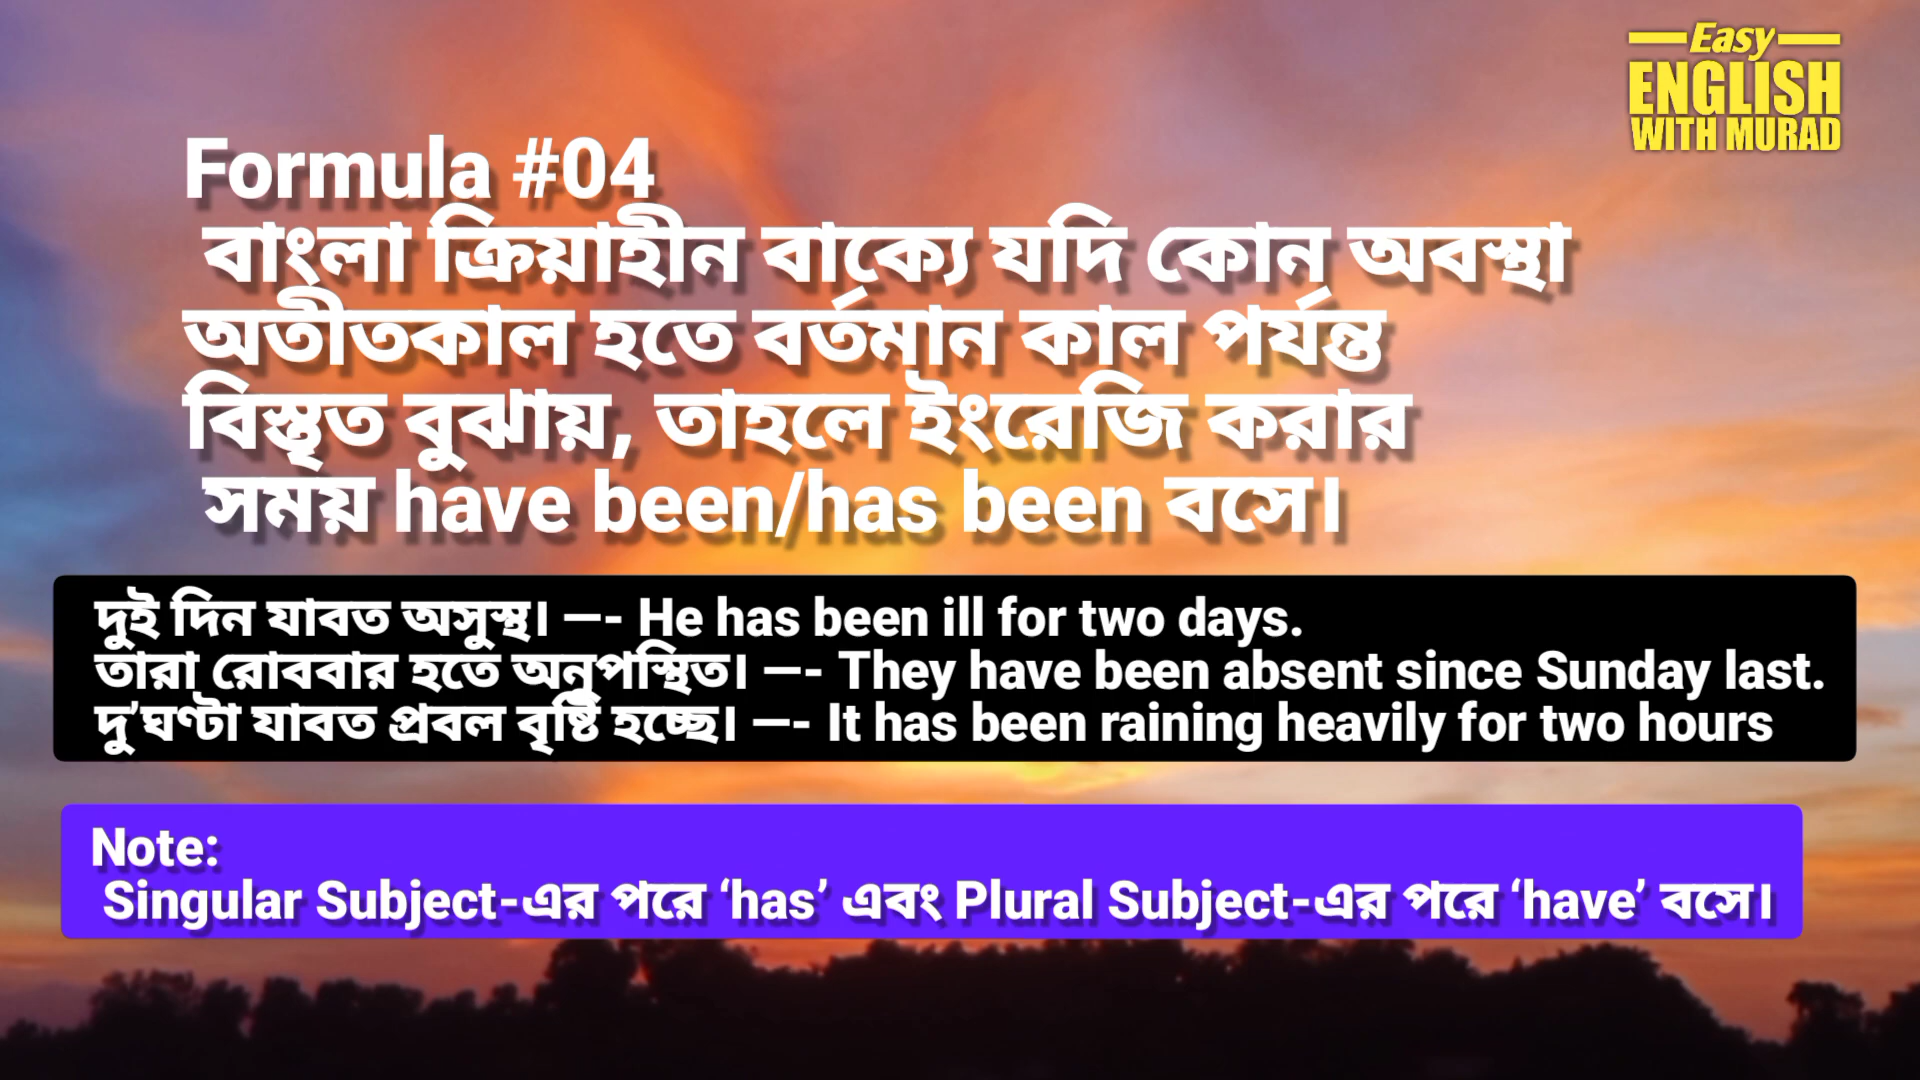 Easy
ENGLISH
WITH MURAD
Formula #04
বাংলা ক্রিয়াহীন বাক্যে যদি কোন অবস্থা
অতীতকাল হতে বর্তমান কাল পর্যন্ত
বিস্তৃত বুঝায়, তাহলে ইংরেজি করার
সময় have been/has been বসে।
দুই দিন যাবত অসুস্থ। —- He has been ill for two days.
তারা রোববার হতে অনুপস্থিত। —- They have been absent since Sunday last.
দু’ঘণ্টা যাবত প্রবল বৃষ্টি হচ্ছে। —- It has been raining heavily for two hours
Note:
Singular Subject-এর পরে ‘has’ এবং Plural Subject-এর পরে ‘have’ বসে।